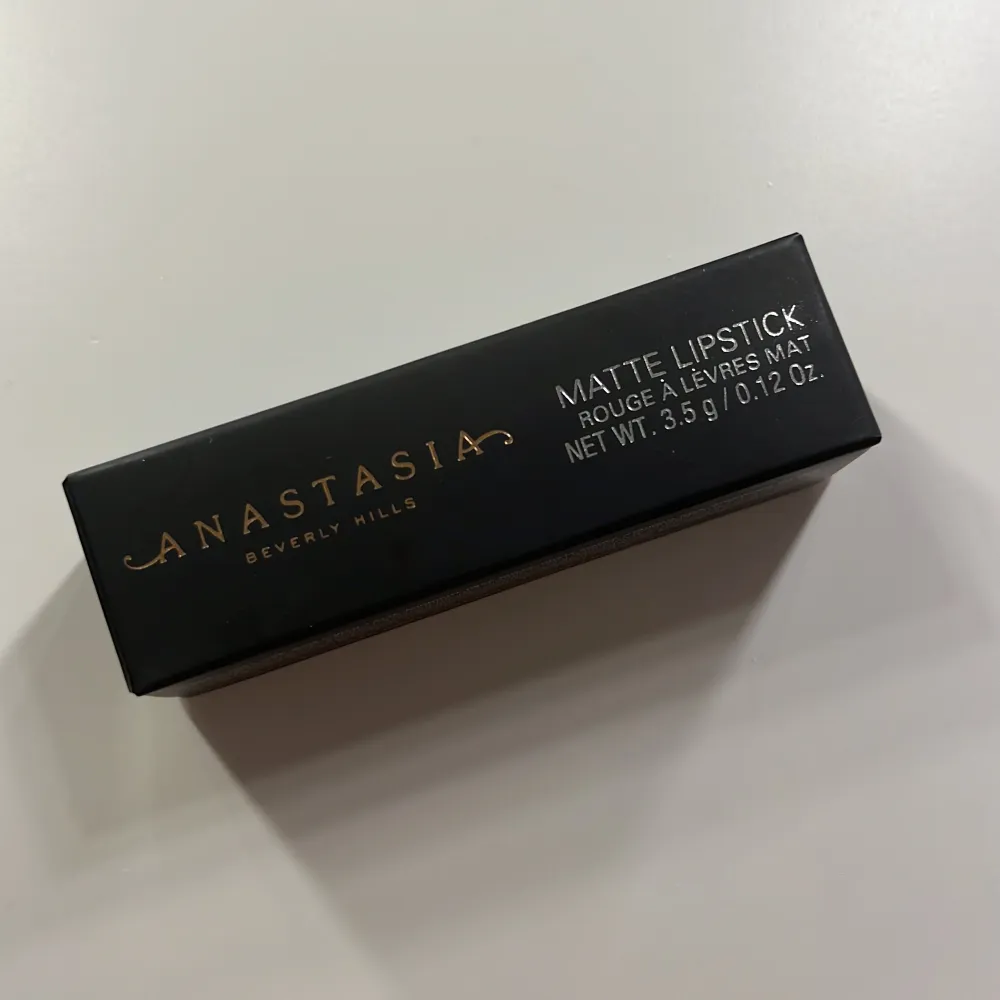 ANASTASIA
BEVERLY HILLS
MATTE LIPSTICK
ROUGE À LÈVRES MAT
NET WT. 3.5 g / 0.12 Oz.